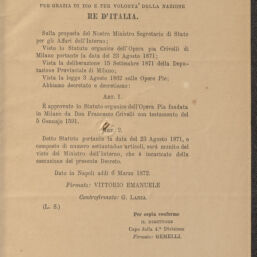 PER GRAZIA DI DIO E PER VOLONTÀ DELLA NAZIONE
RE D'ITALIA.
Sulla proposta del Nostro Ministro Segretario di Stato
per gli Affari dell'Interno;
Visto lo Statuto organico dell'Opera pia Crivelli di
Milano portante la data del 23 Agosto 1871;
Vista la deliberazione 15 Settembre 1871 della Depu-
tazione Provinciale di Milano;
Vista la legge 3 Agosto 1862 sulle Opere Pie;
Abbiamo decretato e decretiamo:
ART. 1.
È approvato lo Statuto organico dell'Opera Pia fondata
in Milano da Don Francesco Crivelli con testamento del
5 Gennajo 1591.
ART. 2.
Detto Statuto portante la data del 23 Agosto 1871, e
composto di numero articoli, sarà munito del
visto del Ministro dell'Interno, che è incaricato della
esecuzione del presente Decreto.
Dato in Napoli addì 6 Marzo 1872.
Firmato: VITTORIO EMANUELE
Controfirmato: G. LANZA.
(L. S.)
Per copia conforme
IL DIRETTORE
Capo della 4.ª Divisione
Firmato: GEMELLI.